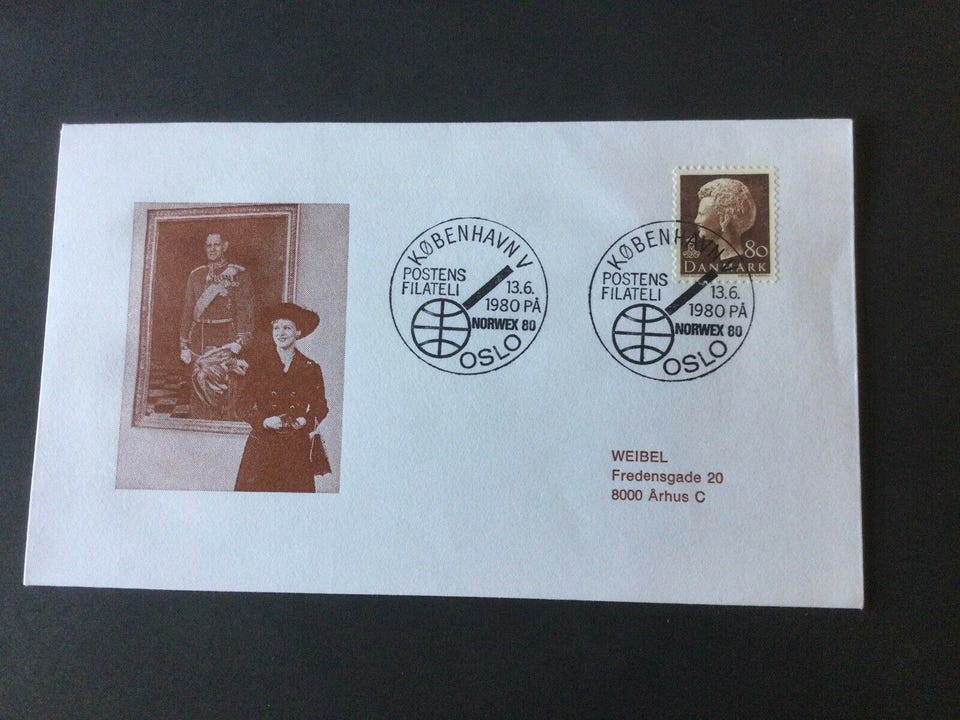 KØBENHAVN V
POSTENS
FILATELI
13.6.
1980 PÅ
NORWEX 80
OSLO
KØBENHAVN V
POSTENS
FILATELI
13.6.
1980 PÅ
NORWEX 80
OSLO
80
DANMARK
WEIBEL
Fredensgade 20
8000 Århus C